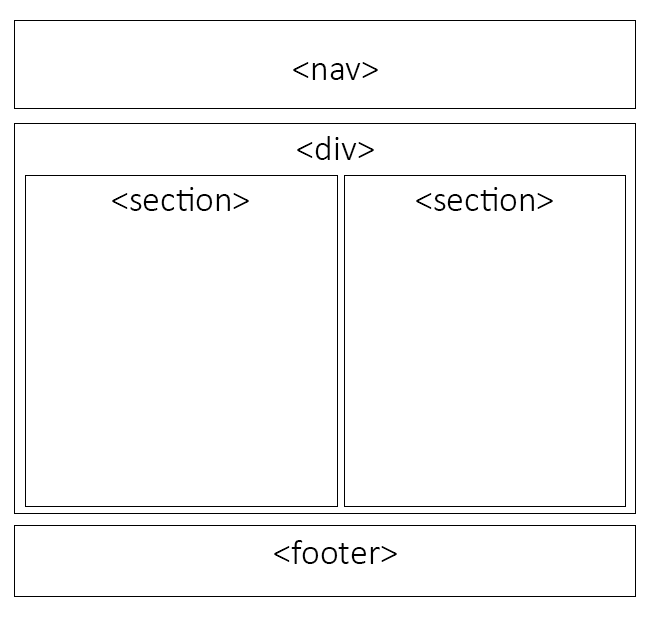 <nav>
<div>
<section> <section>
<footer>